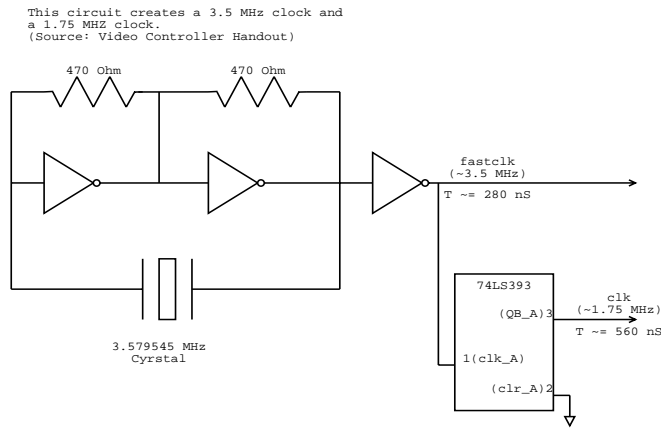 This circuit creates a 3.5 MHz clock and
a 1.75 MHZ clock.
(Source: Video Controller Handout)
470 Ohm
470 Ohm
fastclk
(~3.5 MHz)
T ~= 280 nS
74LS393
(QB_A)3
clk
(~1.75 MHz)
T ~= 560 nS
3.579545 MHz
Cyrstal
1(clk_A)
(clr_A)2